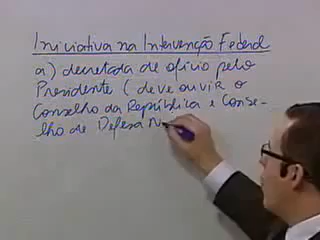 Iniciativa na Intervenção Federal
a) decretada de ofício pelo
Presidente (deve ouvir o
Conselho da República e Conse-
lho de Defesa N